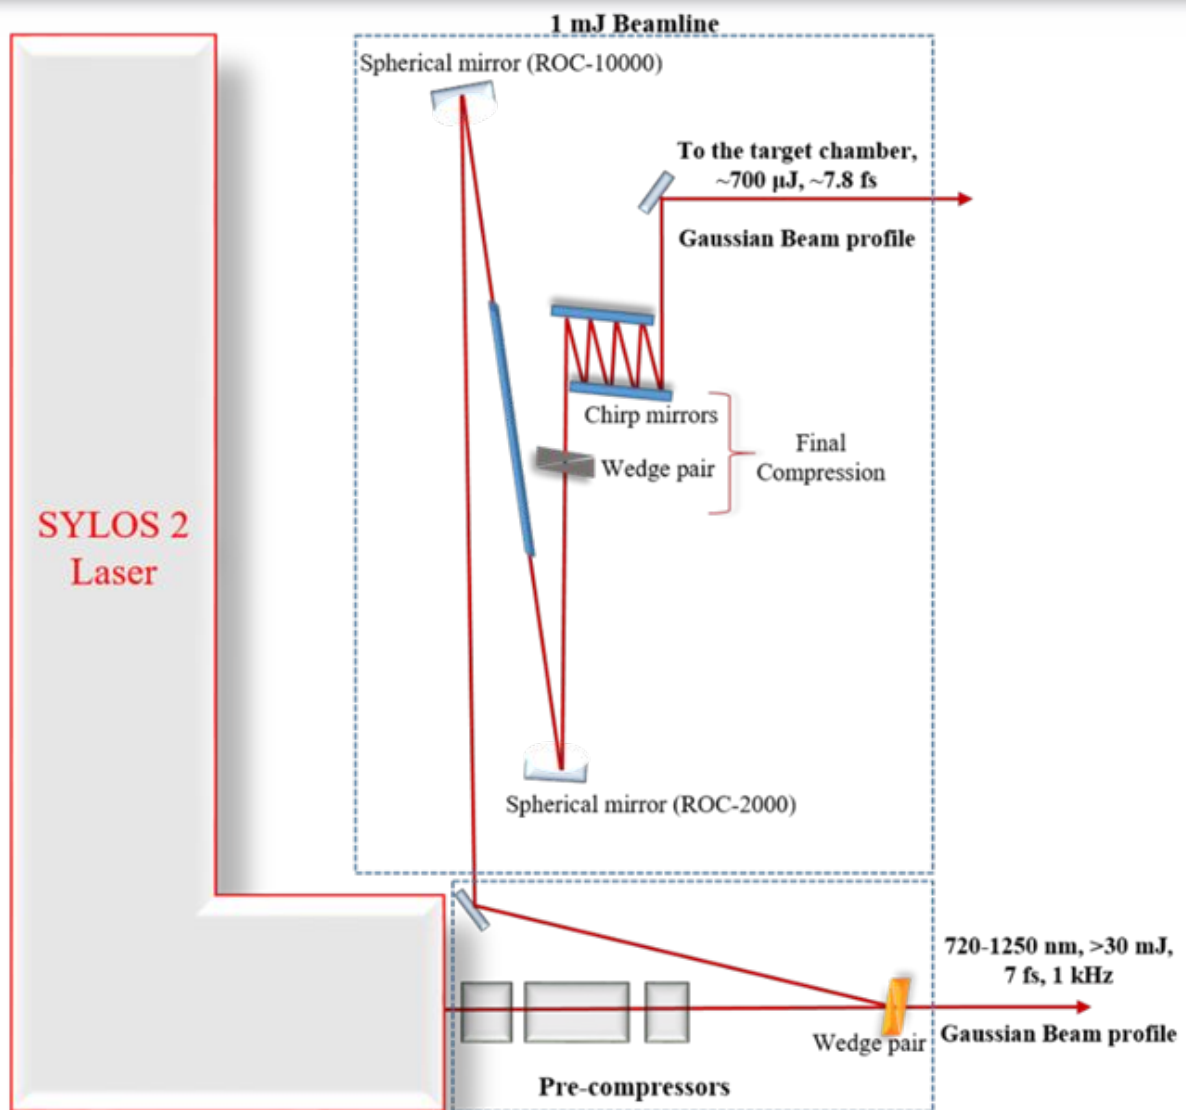 1 mJ Beamline
Spherical mirror (ROC-10000)
To the target chamber,
~700 µJ, ~7.8 fs
Gaussian Beam profile
Chirp mirrors
Wedge pair
Final
Compression
SYLOS 2
Laser
Spherical mirror (ROC-2000)
720-1250 nm, >30 mJ,
7 fs, 1 kHz
Gaussian Beam profile
Wedge pair
Pre-compressors